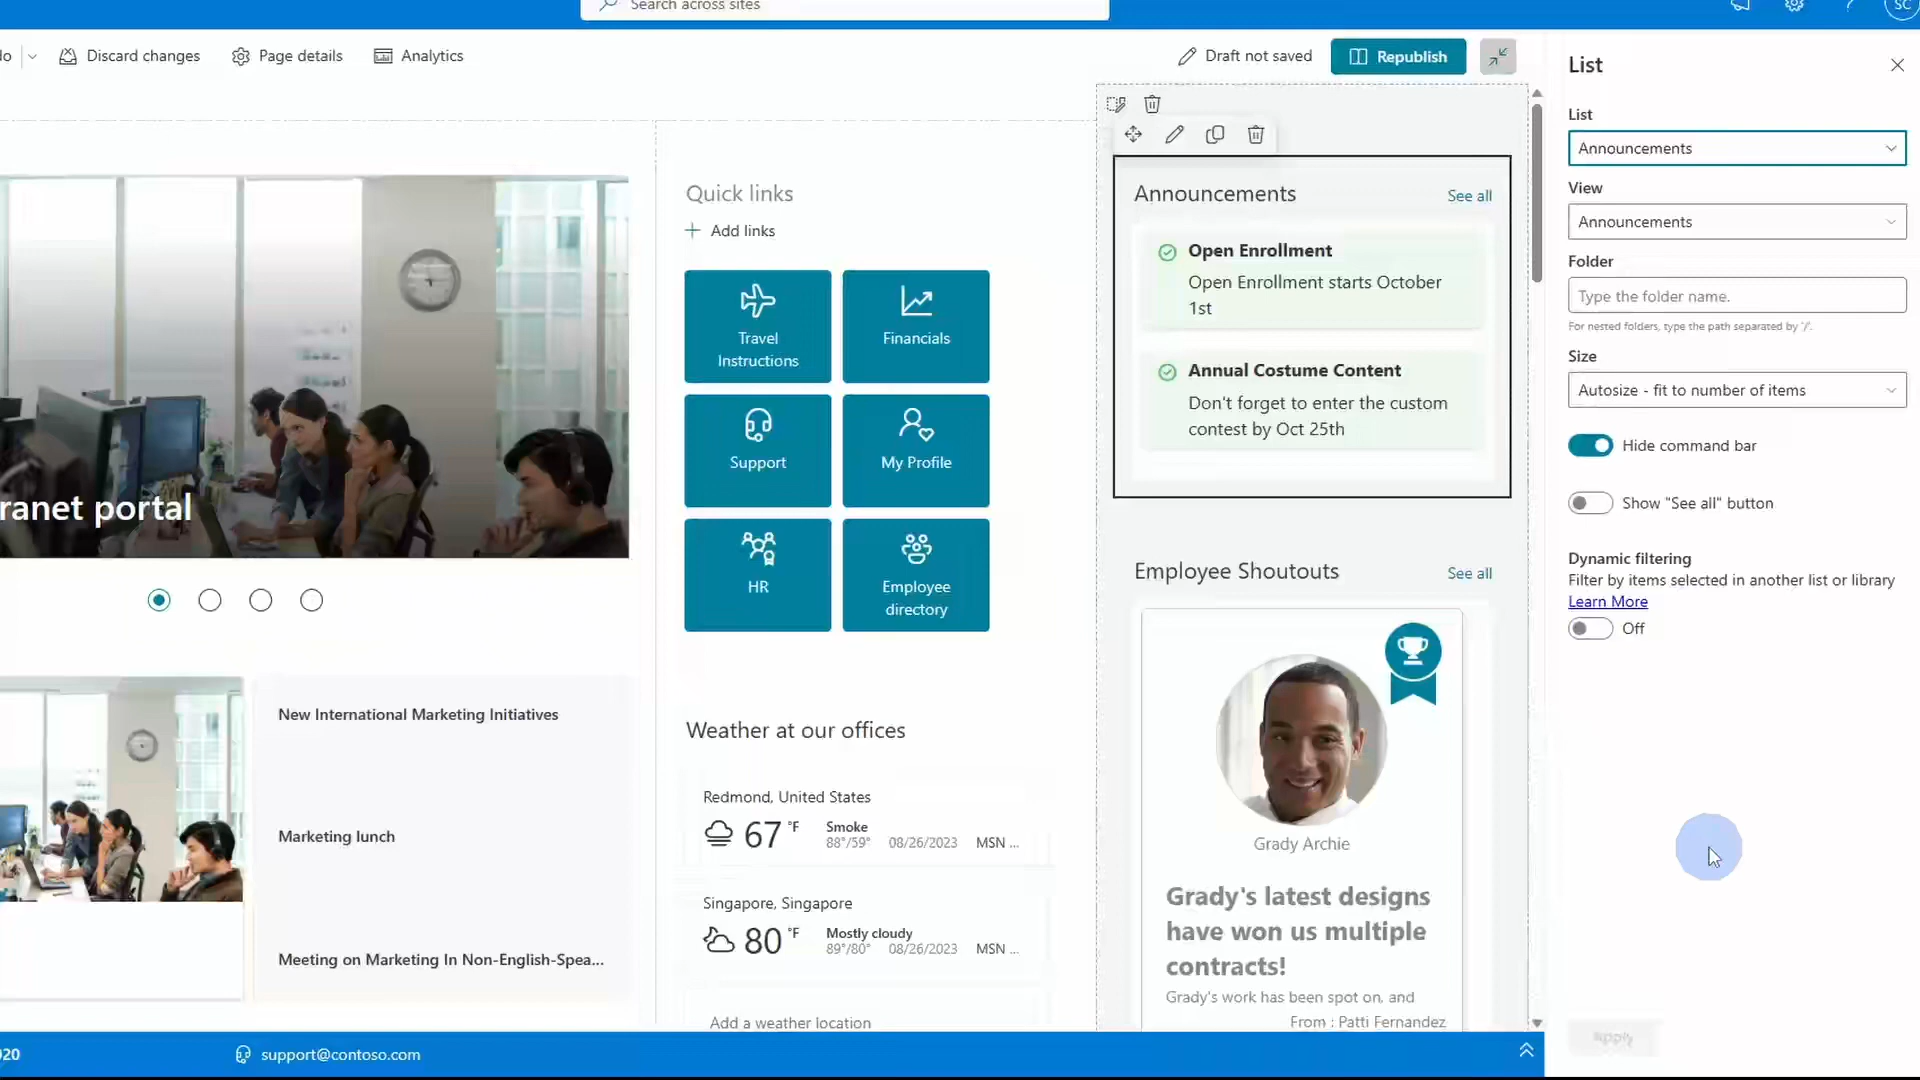 Search across sites
SC
Discard changes
Page details
Analytics
Draft not saved
Republish
List
List
Announcements
View
Announcements
Folder
Type the folder name.
For nested folders, type the path separated by '/'.
Size
Autosize - fit to number of items
Hide command bar
Show "See all" button
Dynamic filtering
Filter by items selected in another list or library
Learn More
Off
Apply
ranet portal
New International Marketing Initiatives
Marketing lunch
Meeting on Marketing In Non-English-Spea...
Quick links
Add links
Travel
Instructions
Financials
Support
My Profile
HR
Employee
directory
Weather at our offices
Redmond, United States
67 °F
Smoke
88°/59° 08/26/2023 MSN ...
Singapore, Singapore
80 °F
Mostly cloudy
89°/80° 08/26/2023 MSN ...
Add a weather location
Announcements
See all
Open Enrollment
Open Enrollment starts October
1st
Annual Costume Content
Don't forget to enter the custom
contest by Oct 25th
Employee Shoutouts
See all
Grady Archie
Grady's latest designs
have won us multiple
contracts!
Grady's work has been spot on, and
From : Patti Fernandez
020
support@contoso.com